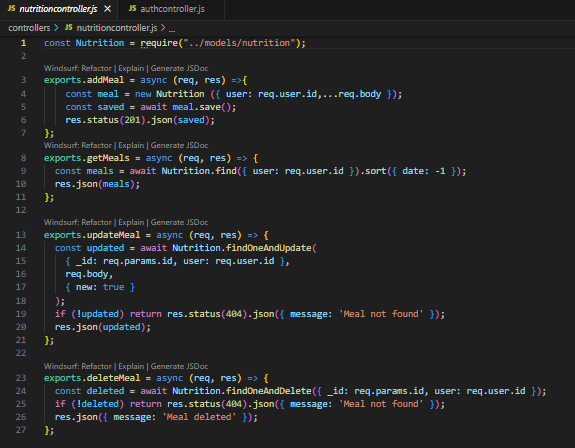 JS nutritioncontroller.js X JS authcontroller.js
controllers > JS nutritioncontroller.js > ...
1 const Nutrition = require("../models/nutrition");
2
Windsurf: Refactor | Explain | Generate JSDoc
3 exports.addMeal = async (req, res) =>{
4 const meal = new Nutrition ({ user: req.user.id,...req.body });
5 const saved = await meal.save();
6 res.status(201).json(saved);
7 };
Windsurf: Refactor | Explain | Generate JSDoc
8 exports.getMeals = async (req, res) => {
9 const meals = await Nutrition.find({ user: req.user.id }).sort({ date: -1 });
10 res.json(meals);
11 };
12
Windsurf: Refactor | Explain | Generate JSDoc
13 exports.updateMeal = async (req, res) => {
14 const updated = await Nutrition.findOneAndUpdate(
15 { _id: req.params.id, user: req.user.id },
16 req.body,
17 { new: true }
18 );
19 if (!updated) return res.status(404).json({ message: 'Meal not found' });
20 res.json(updated);
21 };
22
Windsurf: Refactor | Explain | Generate JSDoc
23 exports.deleteMeal = async (req, res) => {
24 const deleted = await Nutrition.findOneAndDelete({ _id: req.params.id, user: req.user.id });
25 if (!deleted) return res.status(404).json({ message: 'Meal not found' });
26 res.json({ message: 'Meal deleted' });
27 };